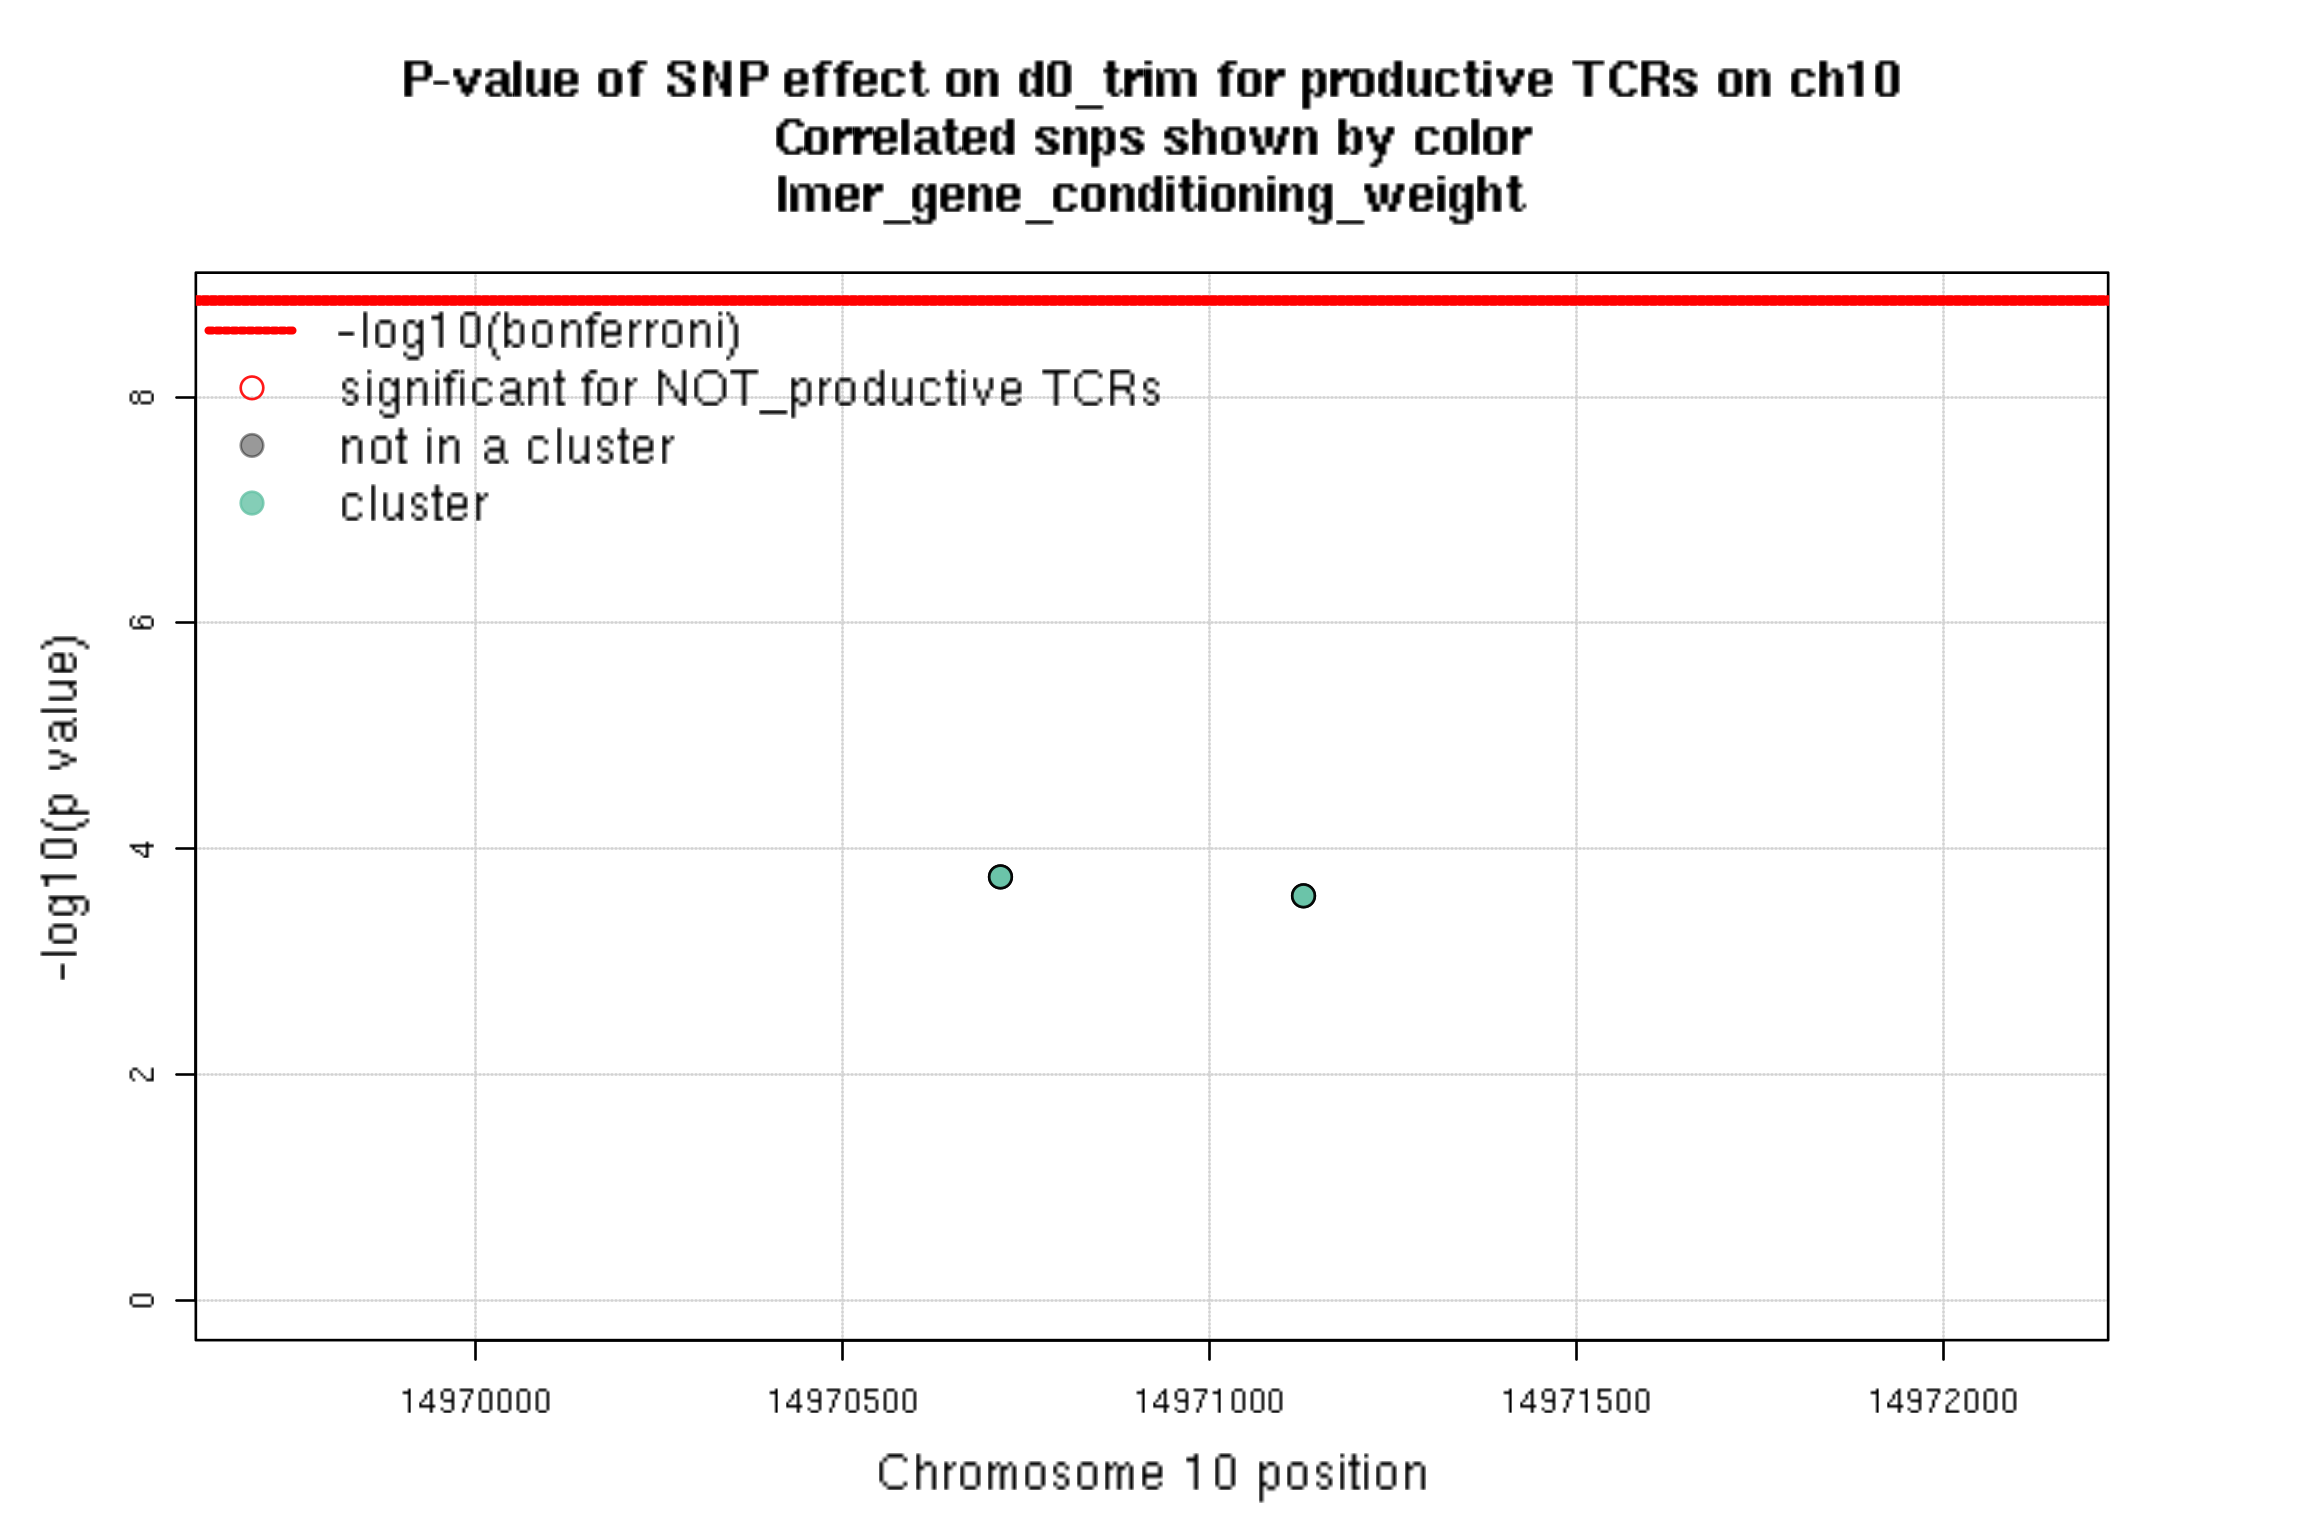 P-value of SNP effect on d0_trim for productive TCRs on ch10
Correlated snps shown by color
lmer_gene_conditioning_weight
-log10(bonferroni)
significant for NOT_productive TCRs
not in a cluster
cluster
-log10(p value)
8
6
4
2
0
14970000 14970500 14971000 14971500 14972000
Chromosome 10 position